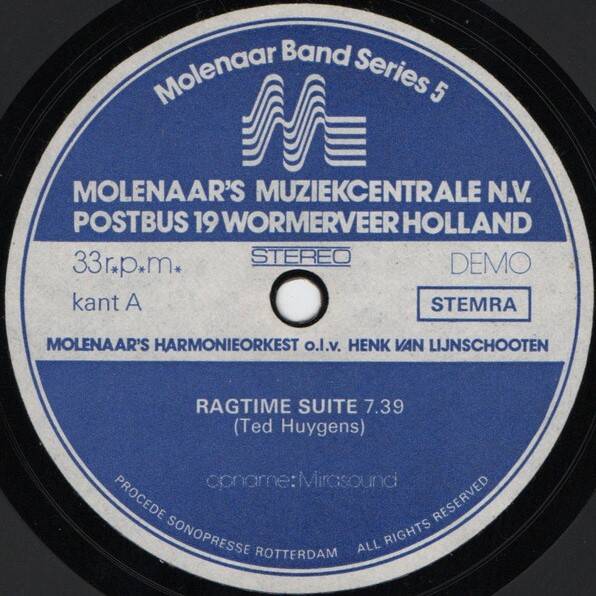 Molenaar Band Series 5
MOLENAAR'S MUZIEKCENTRALE N.V.
POSTBUS 19 WORMERVEER HOLLAND
33 r.p.m. STEREO DEMO
kant A STEMRA
MOLENAAR'S HARMONIEORKEST o.l.v. HENK VAN LIJNSCHOOTEN
RAGTIME SUITE 7.39
(Ted Huygens)
opname: Mirasound
PROCEDE SONOPRESSE ROTTERDAM ALL RIGHTS RESERVED